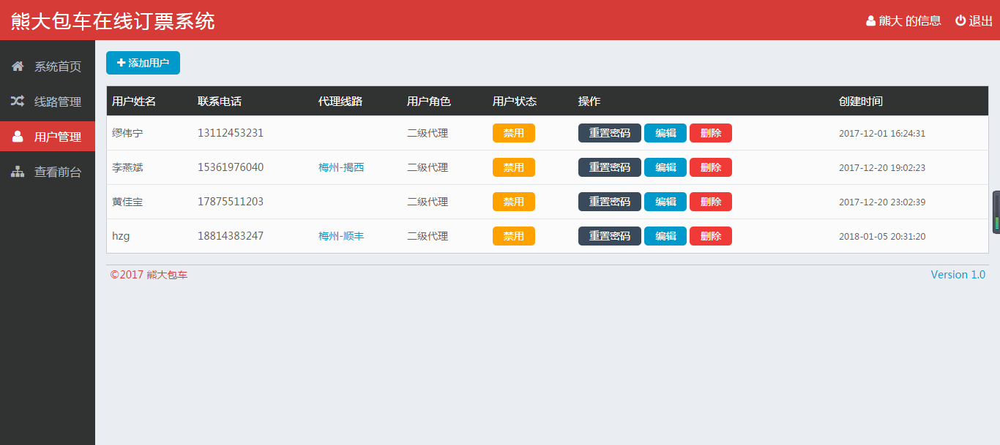 熊大包车在线订票系统
熊大 的信息 退出
系统首页
线路管理
用户管理
查看前台
添加用户
用户姓名 联系电话 代理线路 用户角色 用户状态 操作 创建时间
缪伟宁 13112453231 二级代理 禁用 重置密码 编辑 删除 2017-12-01 16:24:31
李燕斌 15361976040 梅州-揭西 二级代理 禁用 重置密码 编辑 删除 2017-12-20 19:02:23
黄佳宝 17875511203 二级代理 禁用 重置密码 编辑 删除 2017-12-20 23:02:39
hzg 18814383247 梅州-顺丰 二级代理 禁用 重置密码 编辑 删除 2018-01-05 20:31:20
©2017 熊大包车 Version 1.0